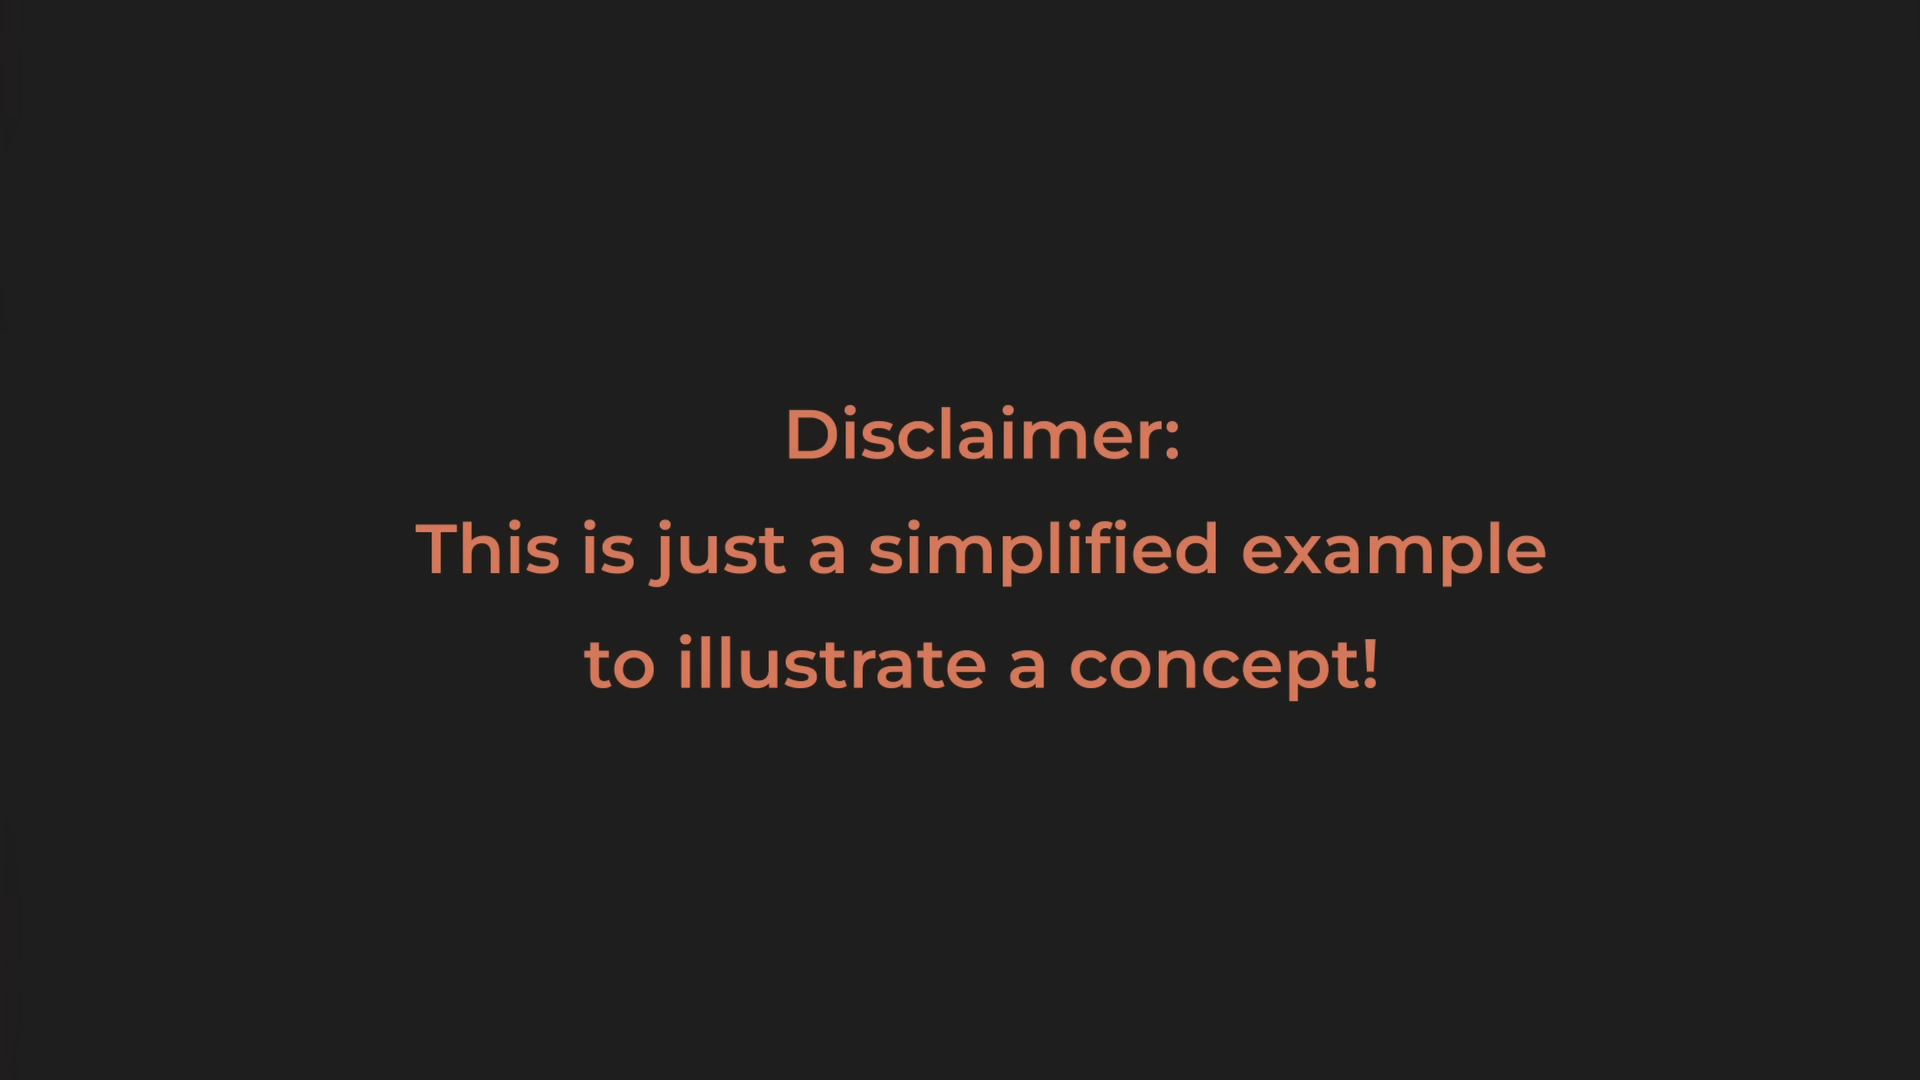 Disclaimer:
This is just a simplified example
to illustrate a concept!